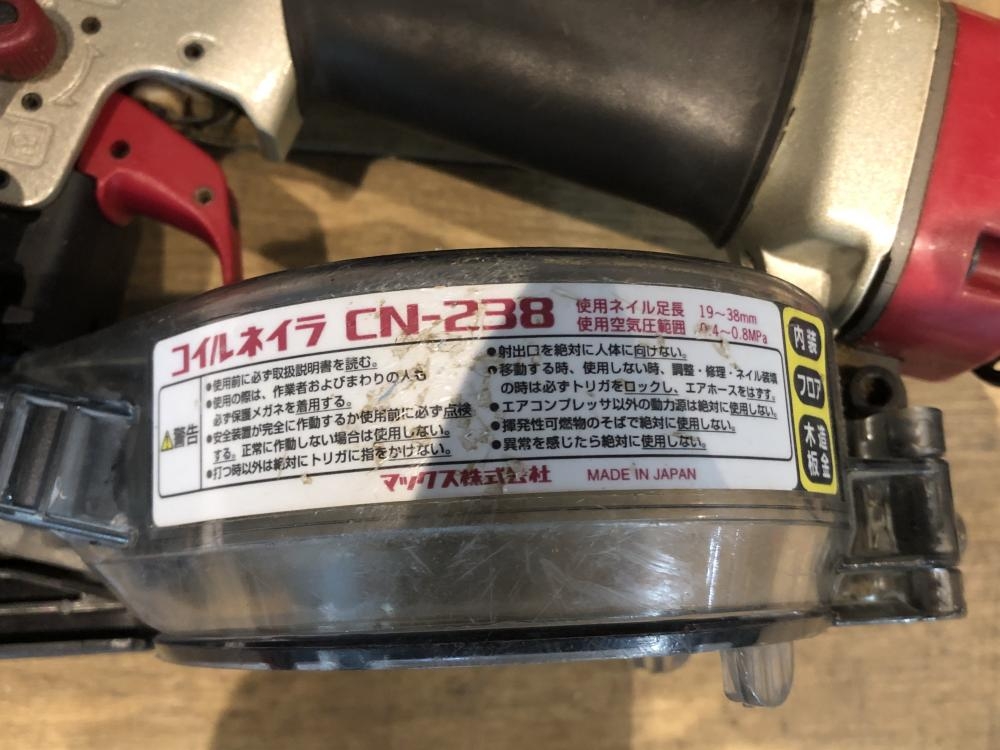 コイルネイラ CN-238
使用ネイル足長 19～38mm
使用空気圧範囲 0.4～0.8MPa
警告
●使用前に必ず取扱説明書を読む。
●使用の際は、作業者およびまわりの人も
必ず保護メガネを着用する。
●安全装置が完全に作動するか使用前に必ず点検
する。正常に作動しない場合は使用しない。
●打つ時以外は絶対にトリガに指をかけない。
●射出口を絶対に人体に向けない。
●移動する時、使用しない時、調整・修理・ネイル装填
の時は必ずトリガをロックし、エアホースをはずす。
●エアコンプレッサ以外の動力源は絶対に使用しない。
●揮発性可燃物のそばで絶対に使用しない。
●異常を感じたら絶対に使用しない。
内装
フロア
木造
板金
マックス株式会社 MADE IN JAPAN